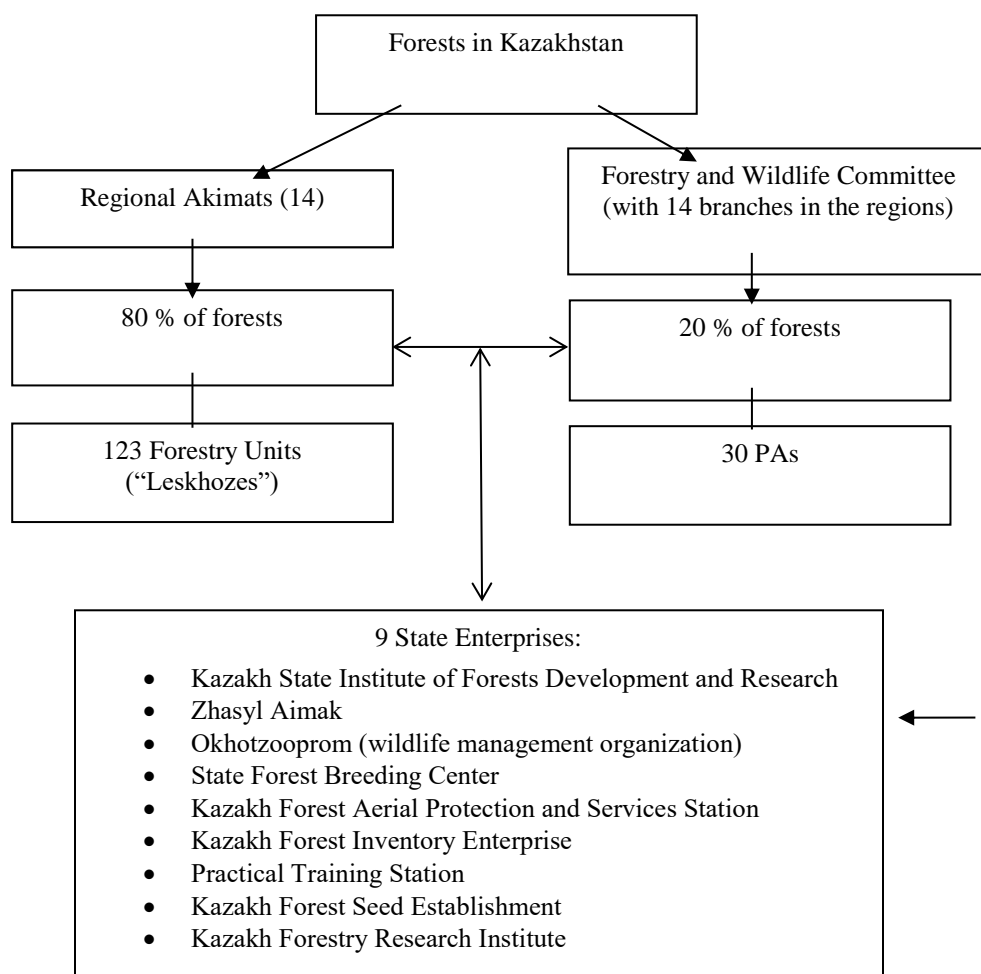 Forests in Kazakhstan
Regional Akimats (14)
Forestry and Wildlife Committee
(with 14 branches in the regions)
80 % of forests
20 % of forests
123 Forestry Units
(“Leskhozes”)
30 PAs
9 State Enterprises:
• Kazakh State Institute of Forests Development and Research
• Zhasyl Aimak
• Okhotzooprom (wildlife management organization)
• State Forest Breeding Center
• Kazakh Forest Aerial Protection and Services Station
• Kazakh Forest Inventory Enterprise
• Practical Training Station
• Kazakh Forest Seed Establishment
• Kazakh Forestry Research Institute